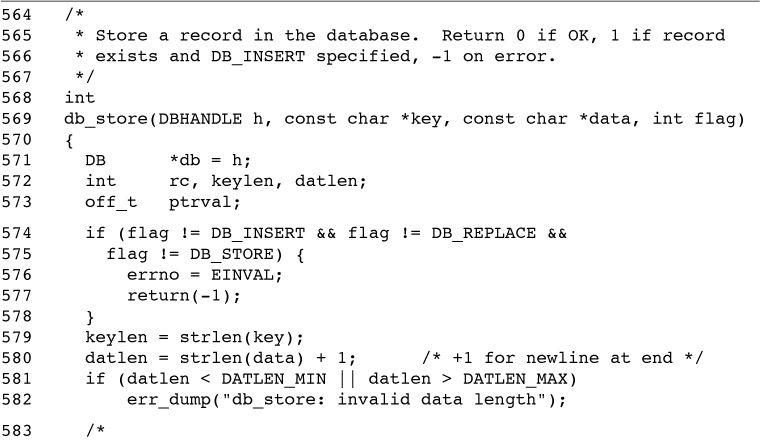 564 /*
565 * Store a record in the database. Return 0 if OK, 1 if record
566 * exists and DB_INSERT specified, -1 on error.
567 */
568 int
569 db_store(DBHANDLE h, const char *key, const char *data, int flag)
570 {
571 DB *db = h;
572 int rc, keylen, datlen;
573 off_t ptrval;
574 if (flag != DB_INSERT && flag != DB_REPLACE &&
575 flag != DB_STORE) {
576 errno = EINVAL;
577 return(-1);
578 }
579 keylen = strlen(key);
580 datlen = strlen(data) + 1; /* +1 for newline at end */
581 if (datlen < DATLEN_MIN || datlen > DATLEN_MAX)
582 err_dump("db_store: invalid data length");
583 /*